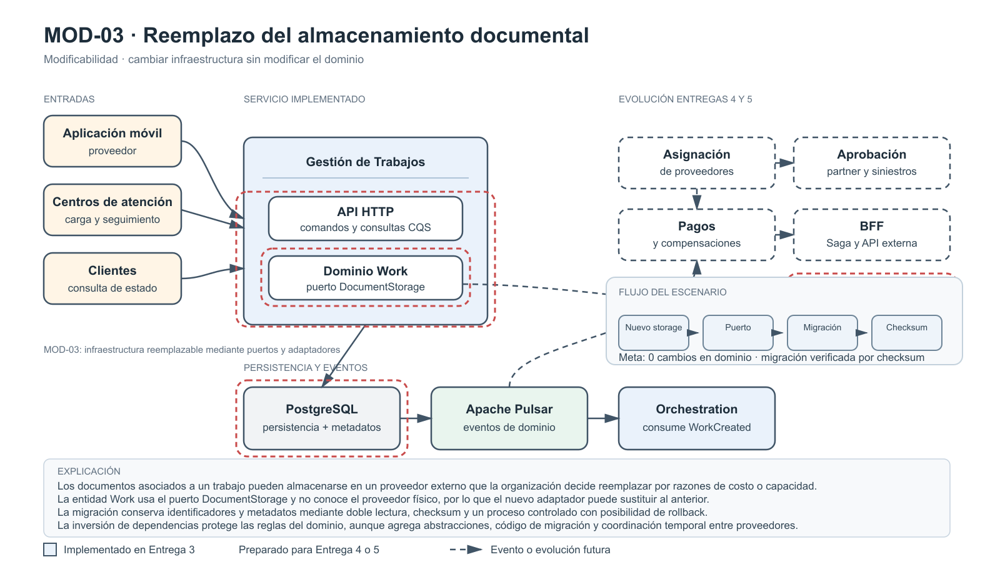 MOD-03 · Reemplazo del almacenamiento documental
Modificabilidad · cambiar infraestructura sin modificar el dominio
ENTRADAS
SERVICIO IMPLEMENTADO
EVOLUCIÓN ENTREGAS 4 Y 5
Aplicación móvil
proveedor
Centros de atención
carga y seguimiento
Clientes
consulta de estado
Gestión de Trabajos
API HTTP
comandos y consultas CQS
Dominio Work
puerto DocumentStorage
Asignación
de proveedores
Aprobación
partner y siniestros
Pagos
y compensaciones
BFF
Saga y API externa
FLUJO DEL ESCENARIO
Nuevo storage
Puerto
Migración
Checksum
Meta: 0 cambios en dominio · migración verificada por checksum
MOD-03: infraestructura reemplazable mediante puertos y adaptadores
PERSISTENCIA Y EVENTOS
PostgreSQL
persistencia + metadatos
Apache Pulsar
eventos de dominio
Orchestration
consume WorkCreated
EXPLICACIÓN
Los documentos asociados a un trabajo pueden almacenarse en un proveedor externo que la organización decide reemplazar por razones de costo o capacidad.
La entidad Work usa el puerto DocumentStorage y no conoce el proveedor físico, por lo que el nuevo adaptador puede sustituir al anterior.
La migración conserva identificadores y metadatos mediante doble lectura, checksum y un proceso controlado con posibilidad de rollback.
La inversión de dependencias protege las reglas del dominio, aunque agrega abstracciones, código de migración y coordinación temporal entre proveedores.
Implementado en Entrega 3
Preparado para Entrega 4 o 5
Evento o evolución futura